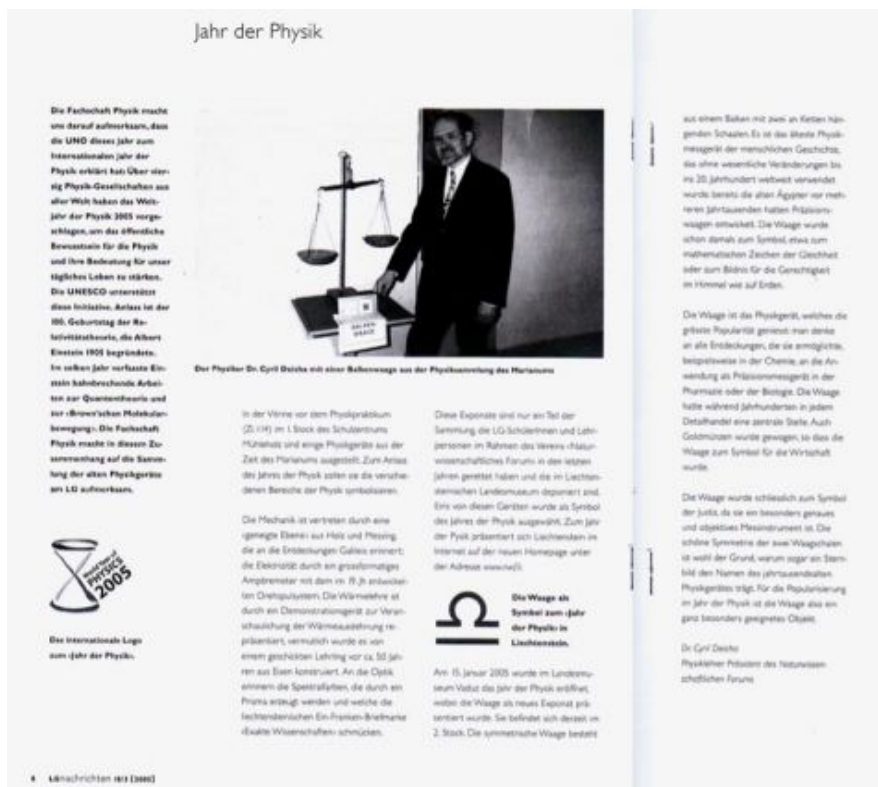 Jahr der Physik
Die Fachschaft Physik macht
uns darauf aufmerksam, dass
die UNO dieses Jahr zum
Internationalen Jahr der
Physik erklärt hat: Über vier-
zig Physik-Gesellschaften aus
aller Welt haben das Welt-
jahr der Physik 2005 vorge-
schlagen, um das öffentliche
Bewusstsein für die Physik
und ihre Bedeutung für unser
tägliches Leben zu stärken.
Die UNESCO unterstützt
diese Initiative. Anlass ist der
100. Geburtstag der Re-
lativitätstheorie, die Albert
Einstein 1905 begründete.
Im selben Jahr verfasste Ein-
stein bahnbrechende Arbei-
ten zur Quantentheorie und
zur «Brown'schen Molekular-
bewegung». Die Fachschaft
Physik macht in diesem Zu-
sammenhang auf die Samm-
lung der alten Physikgeräte
am LG aufmerksam.
World Year of
PHYSICS
2005
Das internationale Logo
zum «Jahr der Physik».
BALKEN-
WAAGE
Der Physiker Dr. Cyril Deicha mit einer Balkenwaage aus der Physiksammlung des Marianums
In der Vitrine vor dem Physikpraktikum
im 1. Stock des Schulzentrums
Mühleholz sind einige Physikgeräte aus der
Zeit des Marianums ausgestellt. Zum Anlass
des Jahres der Physik sollen sie die verschie-
denen Bereiche der Physik symbolisieren.
Die Mechanik ist vertreten durch eine
«geneigte Ebene» aus Holz und Messing,
die an die Entdeckungen Galileis erinnert;
die Elektrizität durch ein grossformatiges
Ampèremeter mit dem im 19. Jh entwickel-
ten Drehspulsystem. Die Wärmelehre ist
durch ein Demonstrationsgerät zur Veran-
schaulichung der Wärmeausdehnung re-
präsentiert, vermutlich wurde es von
einem geschickten Lehrling vor ca. 50 Jah-
ren aus Eisen konstruiert. An die Optik
erinnern die Spektralfarben, die durch ein
Prisma erzeugt werden und welche die
liechtensteinischen Ein-Franken-Briefmarke
«Exakte Wissenschaften» schmücken.
Diese Exponate sind nur ein Teil der
Sammlung, die LG-SchülerInnen und Lehr-
personen im Rahmen des Vereins «Natur-
wissenschaftliches Forum» in den letzten
Jahren gerettet haben und die im Liechten-
steinischen Landesmuseum deponiert sind.
Eins von diesen Geräten wurde als Symbol
des Jahres der Physik ausgewählt. Zum Jahr
der Pysik präsentiert sich Liechtenstein im
Internet auf der neuen Homepage unter
der Adresse www.nwf.li.
Die Waage als
Symbol zum «Jahr
der Physik» in
Liechtenstein.
Am 15. Januar 2005 wurde im Landesmu-
seum Vaduz das Jahr der Physik eröffnet,
wobei die Waage als neues Exponat prä-
sentiert wurde. Sie befindet sich derzeit im
2. Stock. Die symmetrische Waage besteht
aus einem Balken mit zwei an Ketten hän-
genden Schaalen. Es ist das älteste Physik-
messgerät der menschlichen Geschichte,
das ohne wesentliche Veränderungen bis
ins 20. Jahrhundert weltweit verwendet
wurde: bereits die alten Ägypter vor meh-
reren Jahrtausenden hatten Präzisions-
waagen entwickelt. Die Waage wurde
schon damals zum Symbol, etwa zum
mathematischen Zeichen der Gleichheit
oder zum Bildnis für die Gerechtigkeit
im Himmel wie auf Erden.
Die Waage ist das Physikgerät, welches die
grösste Popularität geniesst: man denke
an alle Entdeckungen, die sie ermöglichte,
beispielsweise in der Chemie, an die An-
wendung als Präzisionsmessgerät in der
Pharmazie oder der Biologie. Die Waage
hatte während Jahrhunderten in jedem
Detailhandel eine zentrale Stelle. Auch
Goldmünzen wurde gewogen, so dass die
Waage zum Symbol für die Wirtschaft
wurde.
Die Waage wurde schliesslich zum Symbol
der Justiz, da sie ein besonders genaues
und objektives Messinstrument ist. Die
schöne Symmetrie der zwei Waagschalen
ist wohl der Grund, warum sogar ein Stern-
bild den Namen des jahrtausendealten
Physikgerätes trägt. Für die Popularisierung
im Jahr der Physik ist die Waage also ein
ganz besonders geeignetes Objekt.
Dr. Cyril Deicha
Physiklehrer Präsident des Naturwissen-
schaftlichen Forums
LGnachrichten 10/2 [2005]